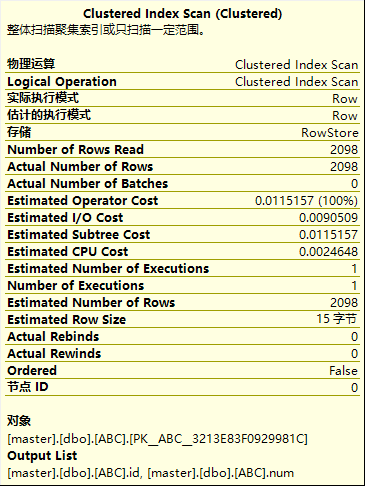 Clustered Index Scan (Clustered)
整体扫描聚集索引或只扫描一定范围。
物理运算 Clustered Index Scan
Logical Operation Clustered Index Scan
实际执行模式 Row
估计的执行模式 Row
存储 RowStore
Number of Rows Read 2098
Actual Number of Rows 2098
Actual Number of Batches 0
Estimated Operator Cost 0.0115157 (100%)
Estimated I/O Cost 0.0090509
Estimated Subtree Cost 0.0115157
Estimated CPU Cost 0.0024648
Estimated Number of Executions 1
Number of Executions 1
Estimated Number of Rows 2098
Estimated Row Size 15 字节
Actual Rebinds 0
Actual Rewinds 0
Ordered False
节点 ID 0
对象
[master].[dbo].[ABC].[PK__ABC__3213E83F0929981C]
Output List
[master].[dbo].[ABC].id, [master].[dbo].[ABC].num